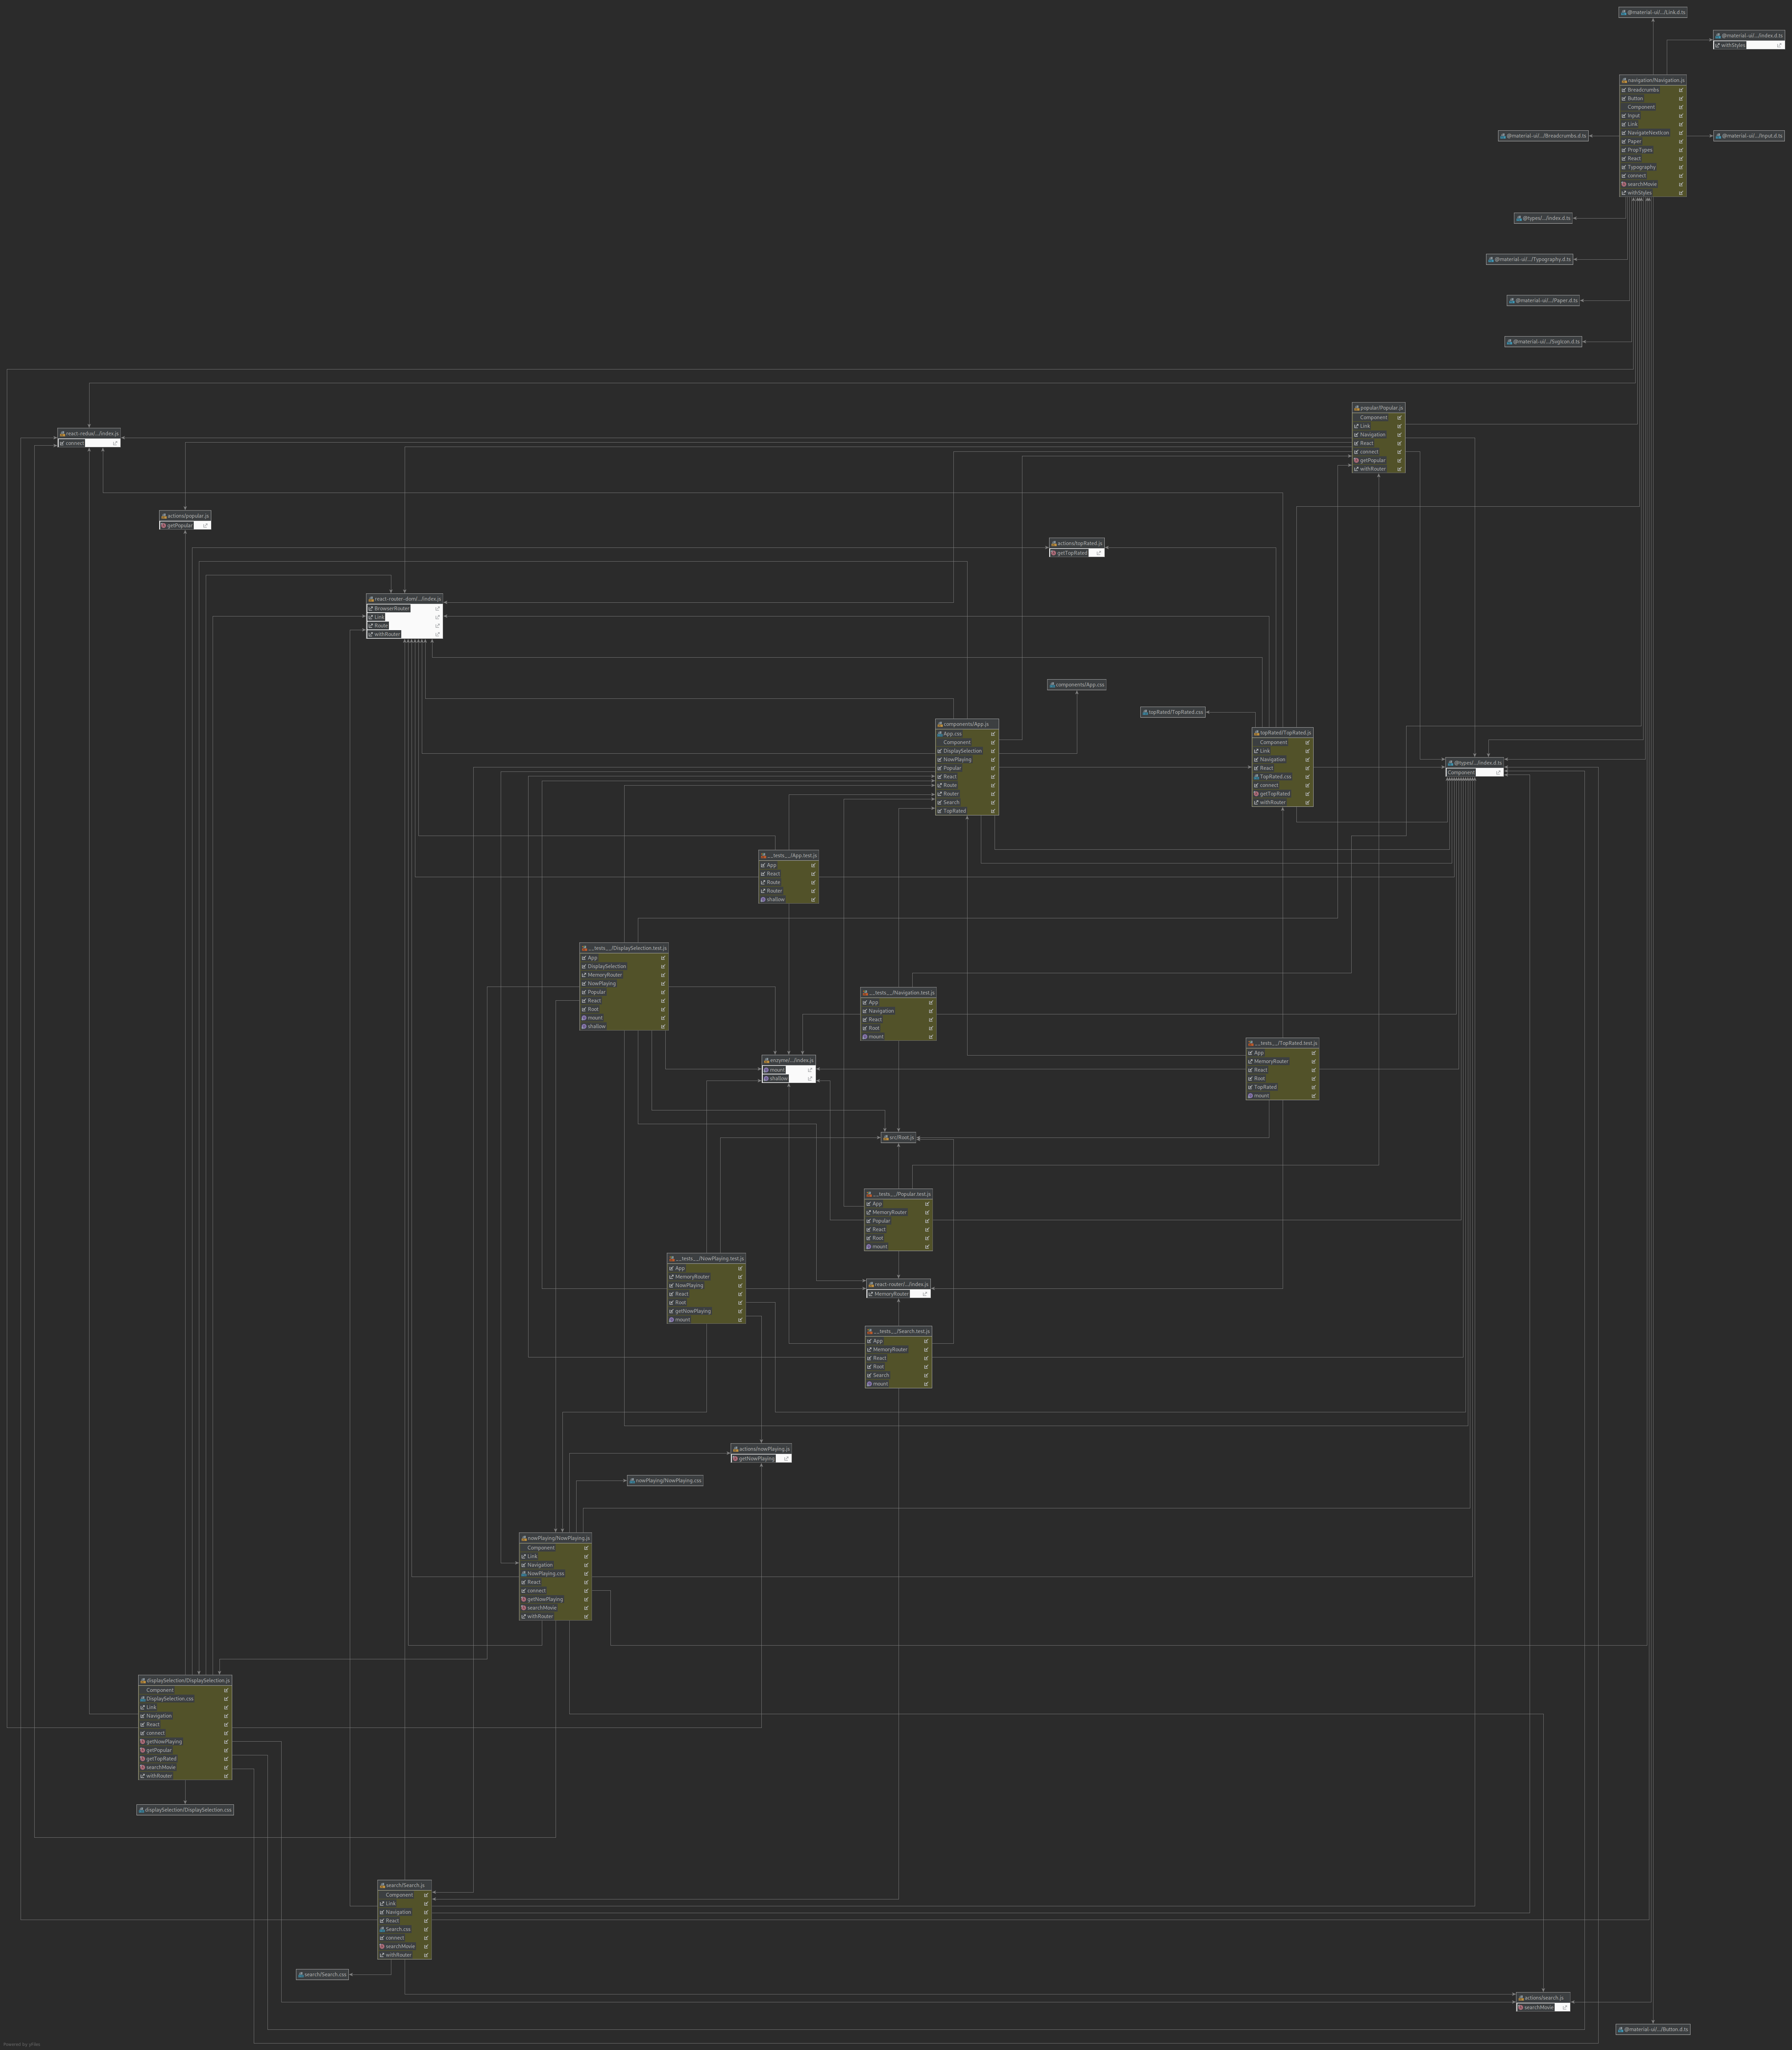 @material-ui/.../Link.d.ts
@material-ui/.../index.d.ts
withStyles
navigation/Navigation.js
Breadcrumbs
Button
Component
Input
Link
NavigateNextIcon
Paper
PropTypes
React
Typography
connect
searchMovie
withStyles
@material-ui/.../Breadcrumbs.d.ts
@material-ui/.../Input.d.ts
@types/.../index.d.ts
@material-ui/.../Typography.d.ts
@material-ui/.../Paper.d.ts
@material-ui/.../SvgIcon.d.ts
popular/Popular.js
Component
Link
Navigation
React
connect
getPopular
withRouter
react-redux/.../index.js
connect
actions/popular.js
getPopular
actions/topRated.js
getTopRated
react-router-dom/.../index.js
BrowserRouter
Link
Route
withRouter
components/App.css
topRated/TopRated.css
components/App.js
App.css
Component
DisplaySelection
NowPlaying
Popular
React
Route
Router
Search
TopRated
topRated/TopRated.js
Component
Link
Navigation
React
TopRated.css
connect
getTopRated
withRouter
@types/.../index.d.ts
Component
__tests__/App.test.js
App
React
Route
Router
shallow
__tests__/DisplaySelection.test.js
App
DisplaySelection
MemoryRouter
NowPlaying
Popular
React
Root
mount
shallow
__tests__/Navigation.test.js
App
Navigation
React
Root
mount
__tests__/TopRated.test.js
App
MemoryRouter
React
Root
TopRated
mount
enzyme/.../index.js
mount
shallow
src/Root.js
__tests__/Popular.test.js
App
MemoryRouter
Popular
React
Root
mount
__tests__/NowPlaying.test.js
App
MemoryRouter
NowPlaying
React
Root
getNowPlaying
mount
react-router/.../index.js
MemoryRouter
__tests__/Search.test.js
App
MemoryRouter
React
Root
Search
mount
actions/nowPlaying.js
getNowPlaying
nowPlaying/NowPlaying.css
nowPlaying/NowPlaying.js
Component
Link
Navigation
NowPlaying.css
React
connect
getNowPlaying
searchMovie
withRouter
displaySelection/DisplaySelection.js
Component
DisplaySelection.css
Link
Navigation
React
connect
getNowPlaying
getPopular
getTopRated
searchMovie
withRouter
displaySelection/DisplaySelection.css
search/Search.js
Component
Link
Navigation
React
Search.css
connect
searchMovie
withRouter
search/Search.css
actions/search.js
searchMovie
@material-ui/.../Button.d.ts
Powered by yFiles